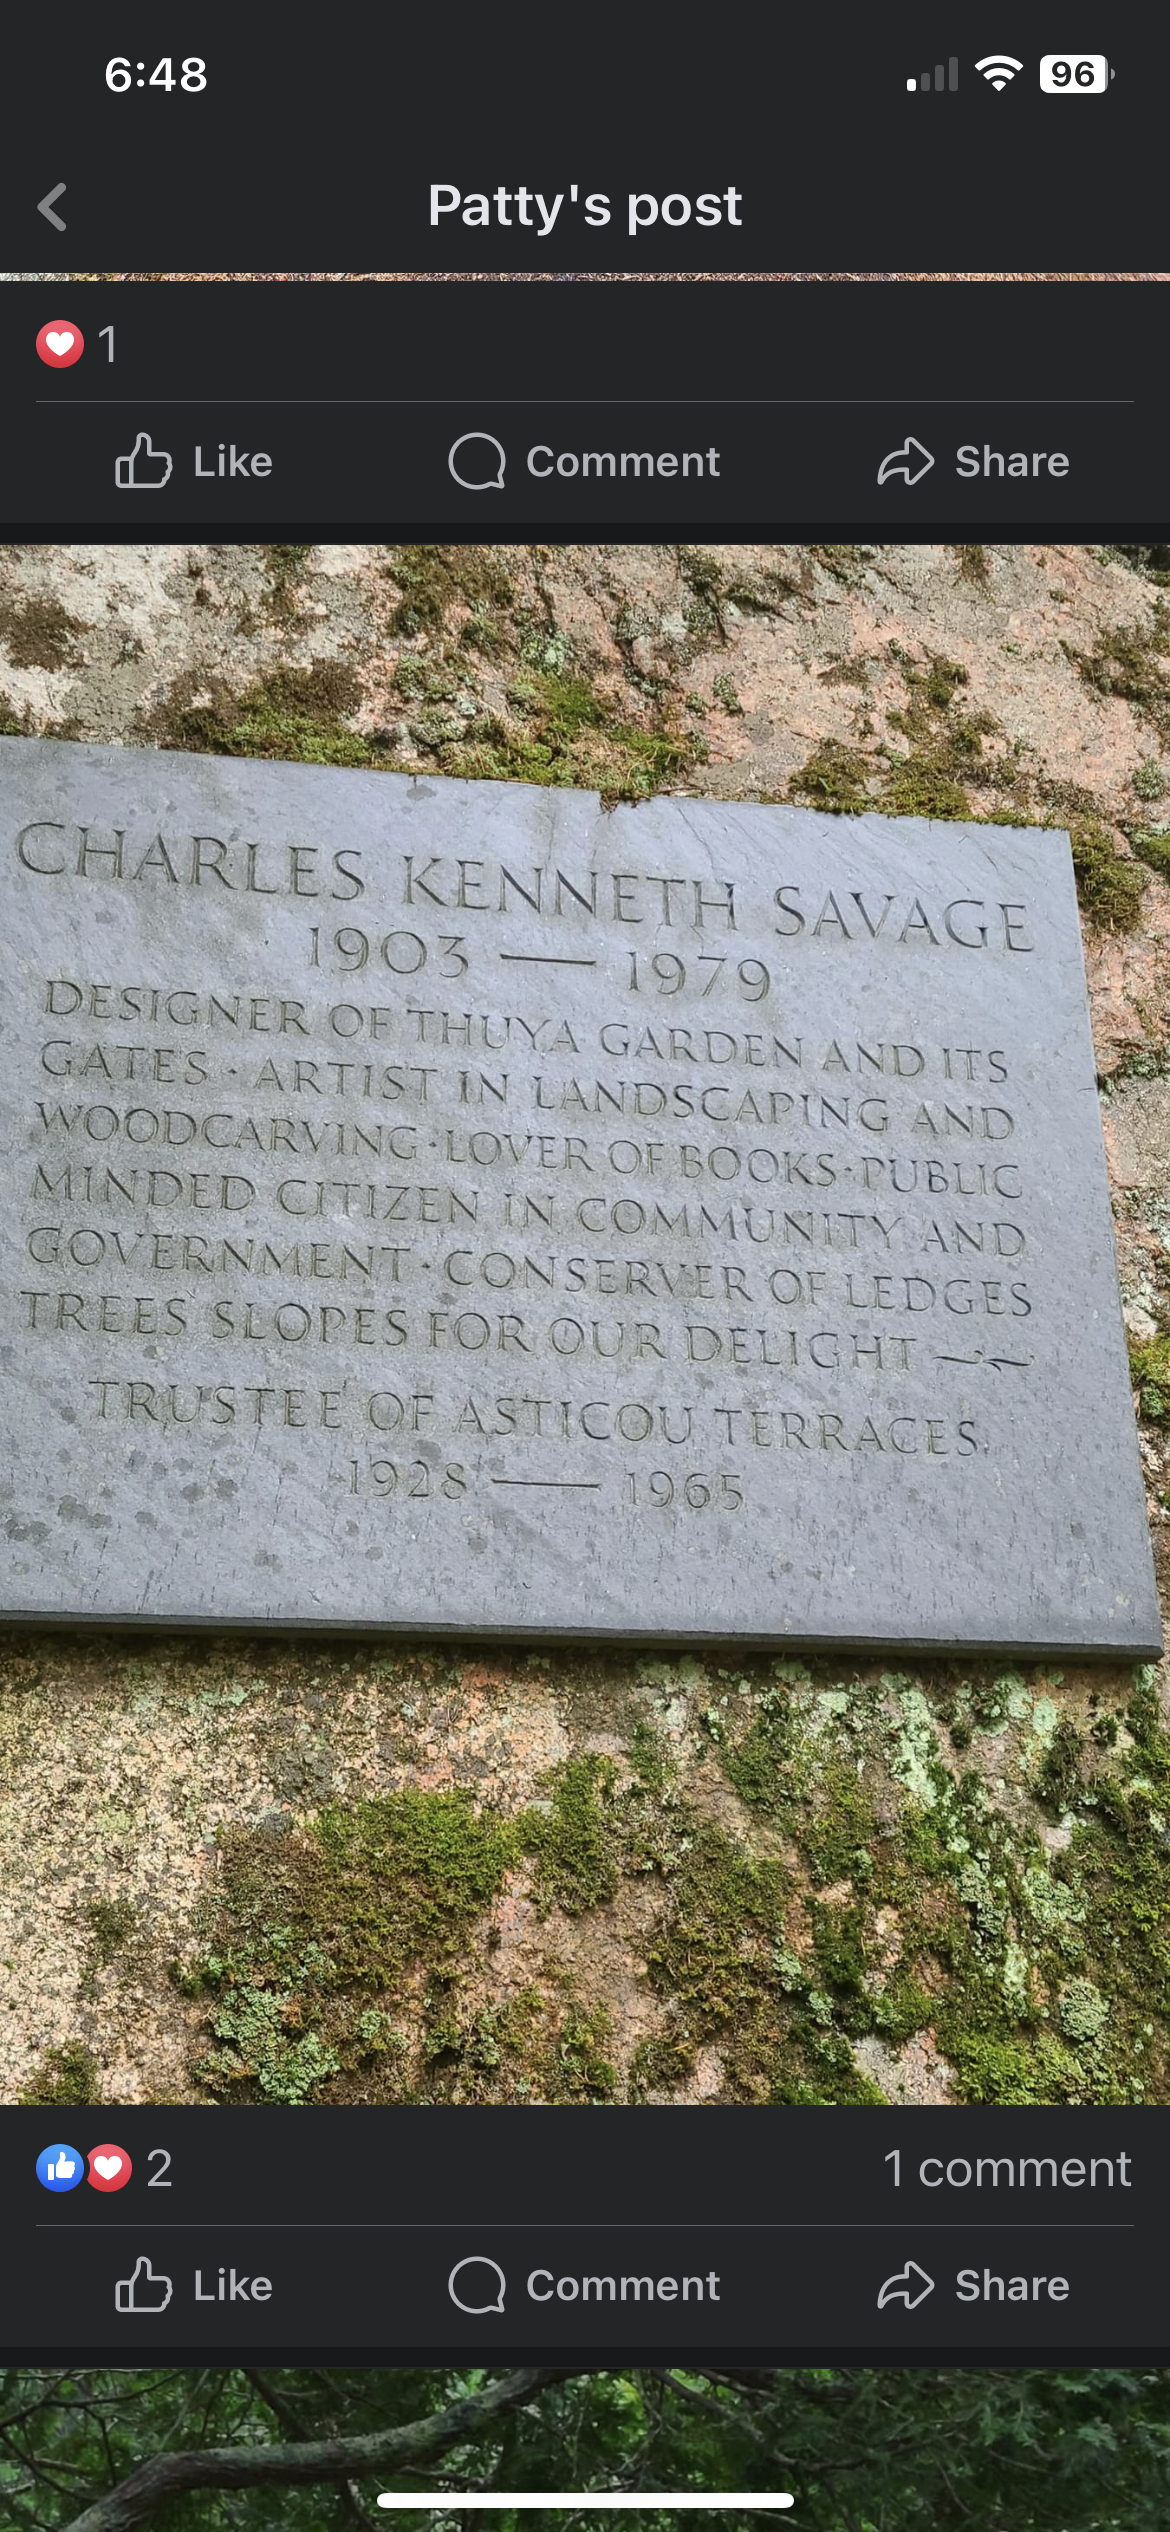 6:48
96
Patty's post
1
Like Comment Share
CHARLES KENNETH SAVAGE
1903 — 1979
DESIGNER OF THUYA GARDEN AND ITS
GATES · ARTIST IN LANDSCAPING AND
WOODCARVING · LOVER OF BOOKS · PUBLIC
MINDED CITIZEN IN COMMUNITY AND
GOVERNMENT · CONSERVER OF LEDGES
TREES SLOPES FOR OUR DELIGHT
TRUSTEE OF ASTICOU TERRACES
1928 — 1965
2 1 comment
Like Comment Share